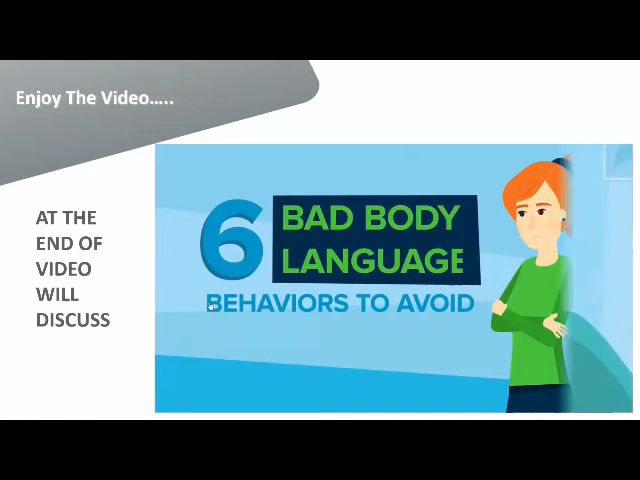 Enjoy The Video.....
AT THE
END OF
VIDEO
WILL
DISCUSS
6 BAD BODY
LANGUAGE
BEHAVIORS TO AVOID